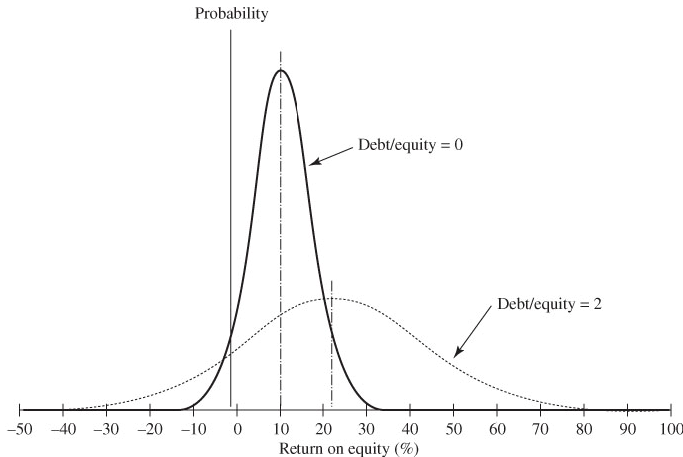 Probability
Debt/equity = 0
Debt/equity = 2
–50 –40 –30 –20 –10 0 10 20 30 40 50 60 70 80 90 100
Return on equity (%)